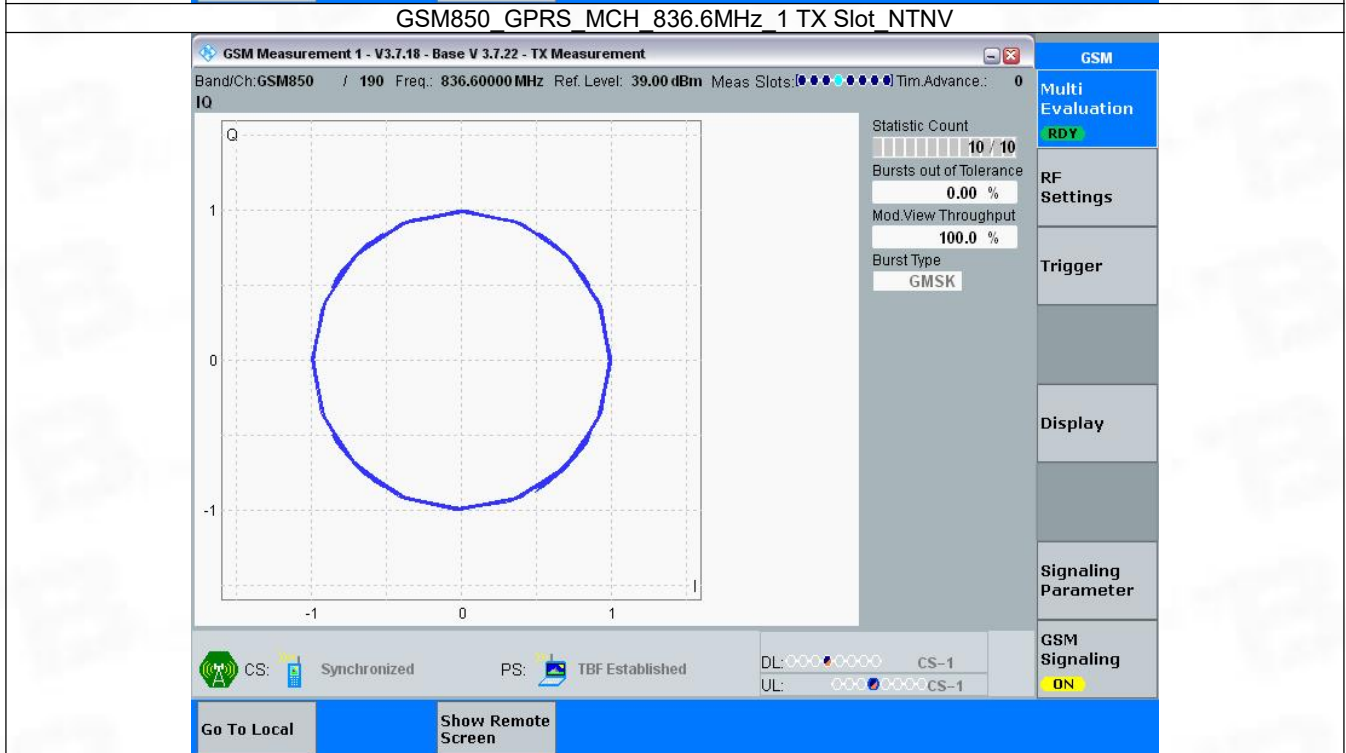 GSM850_GPRS_MCH_836.6MHz_1 TX Slot_NTNV
GSM Measurement 1 - V3.7.18 - Base V 3.7.22 - TX Measurement
GSM
Band/Ch:GSM850 / 190 Freq.: 836.60000 MHz Ref. Level: 39.00 dBm Meas Slots: Tim.Advance.: 0
IQ
Multi
Evaluation
RDY
Q
Statistic Count
10 / 10
Bursts out of Tolerance
0.00 %
RF
Settings
1
Mod.View Throughput
100.0 %
Burst Type
GMSK
Trigger
0
Display
-1
I
-1 0 1
Signaling
Parameter
CS: Synchronized PS: TBF Established
DL: CS-1
UL: CS-1
GSM
Signaling
ON
Go To Local
Show Remote
Screen